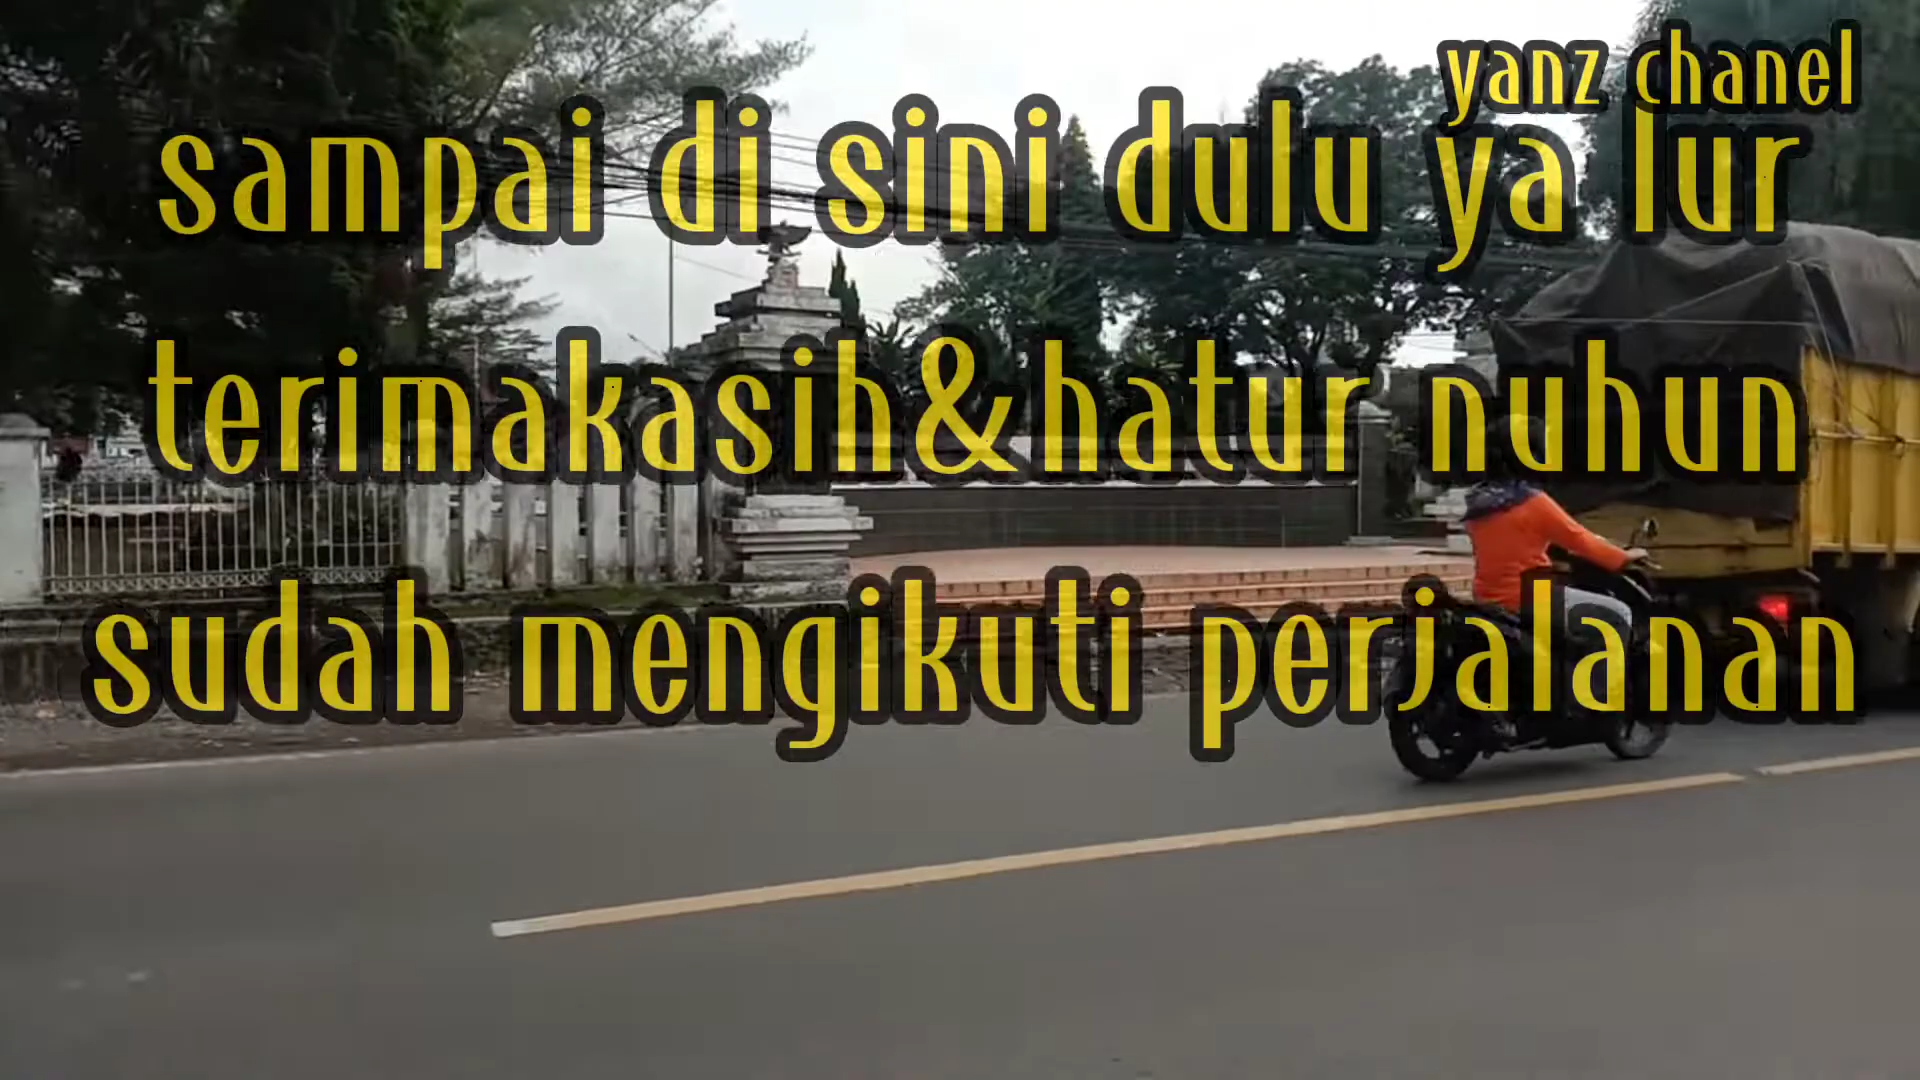 yanz chanel
sampai di sini dulu ya lur
terimakasih&hatur nuhun
sudah mengikuti perjalanan